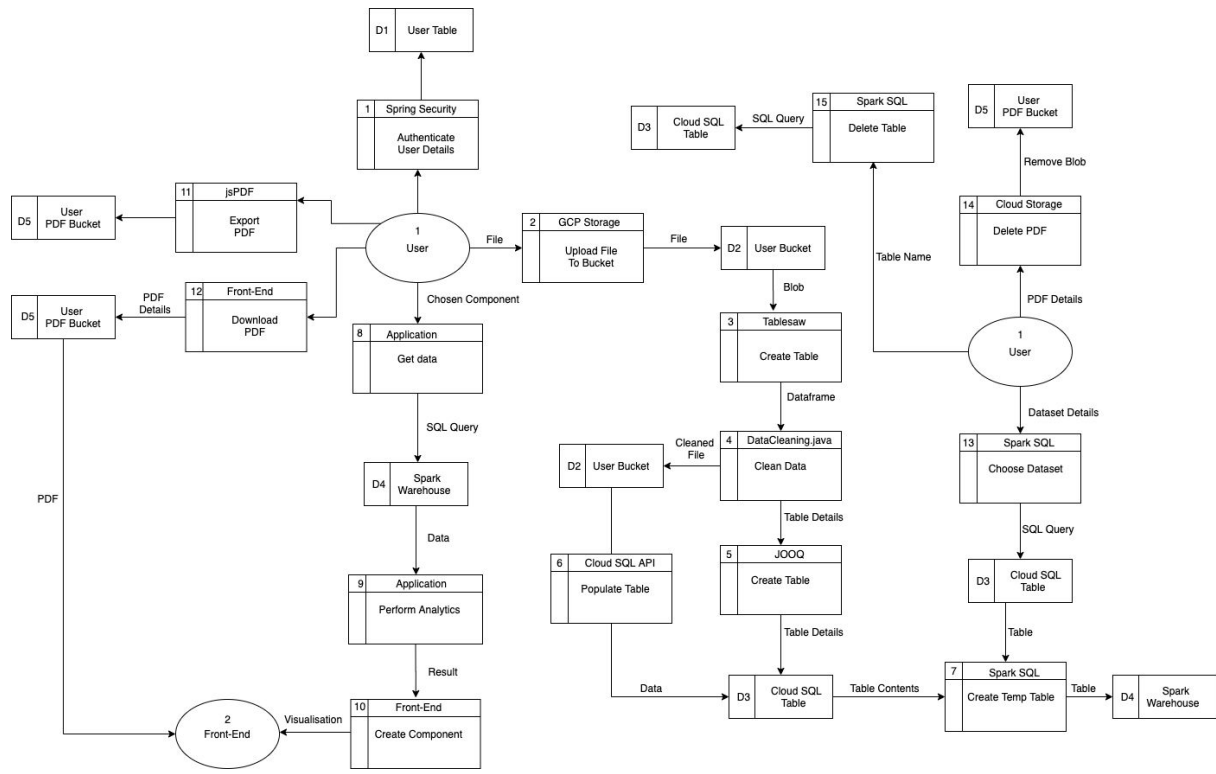 D1 User Table
1 Spring Security
Authenticate
User Details
15 Spark SQL
Delete Table
SQL Query
D3 Cloud SQL
Table
D5 User
PDF Bucket
Remove Blob
11 jsPDF
Export
PDF
D5 User
PDF Bucket
1
User
File
2 GCP Storage
Upload File
To Bucket
File
D2 User Bucket
14 Cloud Storage
Delete PDF
Table Name
PDF Details
Blob
12 Front-End
Download
PDF
PDF
Details
D5 User
PDF Bucket
Chosen Component
8 Application
Get data
3 Tablesaw
Create Table
1
User
Dataframe
Dataset Details
SQL Query
D4 Spark
Warehouse
4 DataCleaning.java
Clean Data
Cleaned
File
D2 User Bucket
13 Spark SQL
Choose Dataset
PDF
Data
Table Details
SQL Query
6 Cloud SQL API
Populate Table
5 JOOQ
Create Table
D3 Cloud SQL
Table
9 Application
Perform Analytics
Table Details
Table
Result
Data
D3 Cloud SQL
Table
Table Contents
7 Spark SQL
Create Temp Table
Table
D4 Spark
Warehouse
10 Front-End
Create Component
Visualisation
2
Front-End